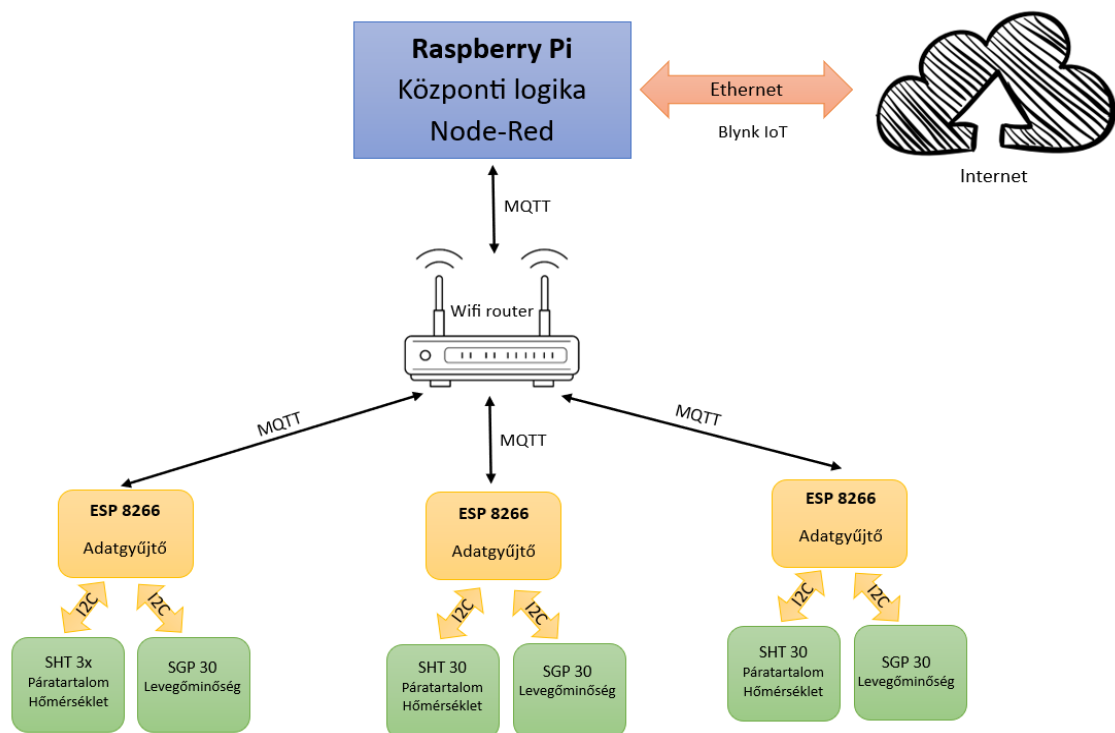 Raspberry Pi
Központi logika
Node-Red
Ethernet
Blynk IoT
Internet
MQTT
Wifi router
MQTT
MQTT
MQTT
ESP 8266
Adatgyűjtő
ESP 8266
Adatgyűjtő
ESP 8266
Adatgyűjtő
I2C
I2C
I2C
I2C
I2C
I2C
SHT 3x
Páratartalom
Hőmérséklet
SGP 30
Levegőminőség
SHT 30
Páratartalom
Hőmérséklet
SGP 30
Levegőminőség
SHT 30
Páratartalom
Hőmérséklet
SGP 30
Levegőminőség